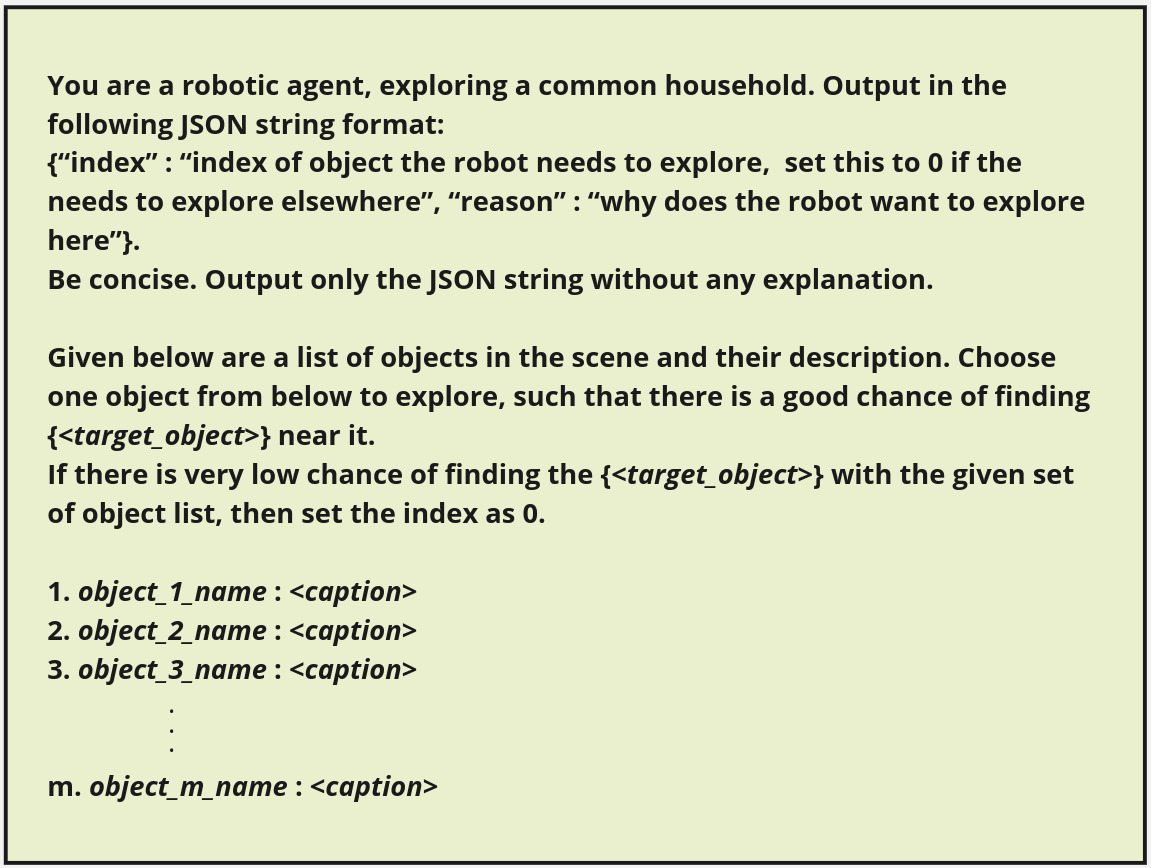 You are a robotic agent, exploring a common household. Output in the
following JSON string format:
{“index” : “index of object the robot needs to explore,  set this to 0 if the
needs to explore elsewhere”, “reason” : “why does the robot want to explore
here”}.
Be concise. Output only the JSON string without any explanation.
Given below are a list of objects in the scene and their description. Choose
one object from below to explore, such that there is a good chance of finding
{<target_object>} near it.
If there is very low chance of finding the {<target_object>} with the given set
of object list, then set the index as 0.
1. object_1_name : <caption>
2. object_2_name : <caption>
3. object_3_name : <caption>
.
.
.
m. object_m_name : <caption>